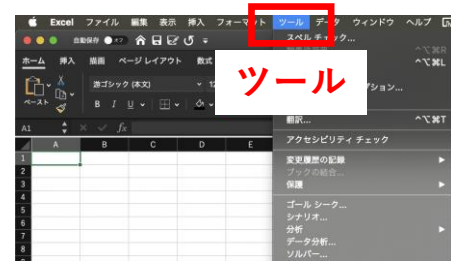 Excel ファイル 編集 表示 挿入 フォーマット ツール データ ウィンドウ ヘルプ
自動保存 オフ
ホーム 挿入 描画 ページ レイアウト 数式
ペースト
游ゴシック (本文) 12
B I U
A1 fx
A B C D E
1
2
3
4
5
6
7
8
スペル チェック...
^⌥⌘R
^⌥⌘L
翻訳... ^⌥⌘T
アクセシビリティ チェック
変更履歴の記録
ブックの結合...
保護
ゴール シーク...
シナリオ...
分析
データ分析...
ソルバー...
ツール